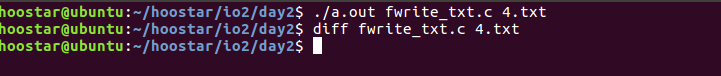 hoostar@ubuntu:~/hoostar/io2/day2$ ./a.out fwrite_txt.c 4.txt
hoostar@ubuntu:~/hoostar/io2/day2$ diff fwrite_txt.c 4.txt
hoostar@ubuntu:~/hoostar/io2/day2$